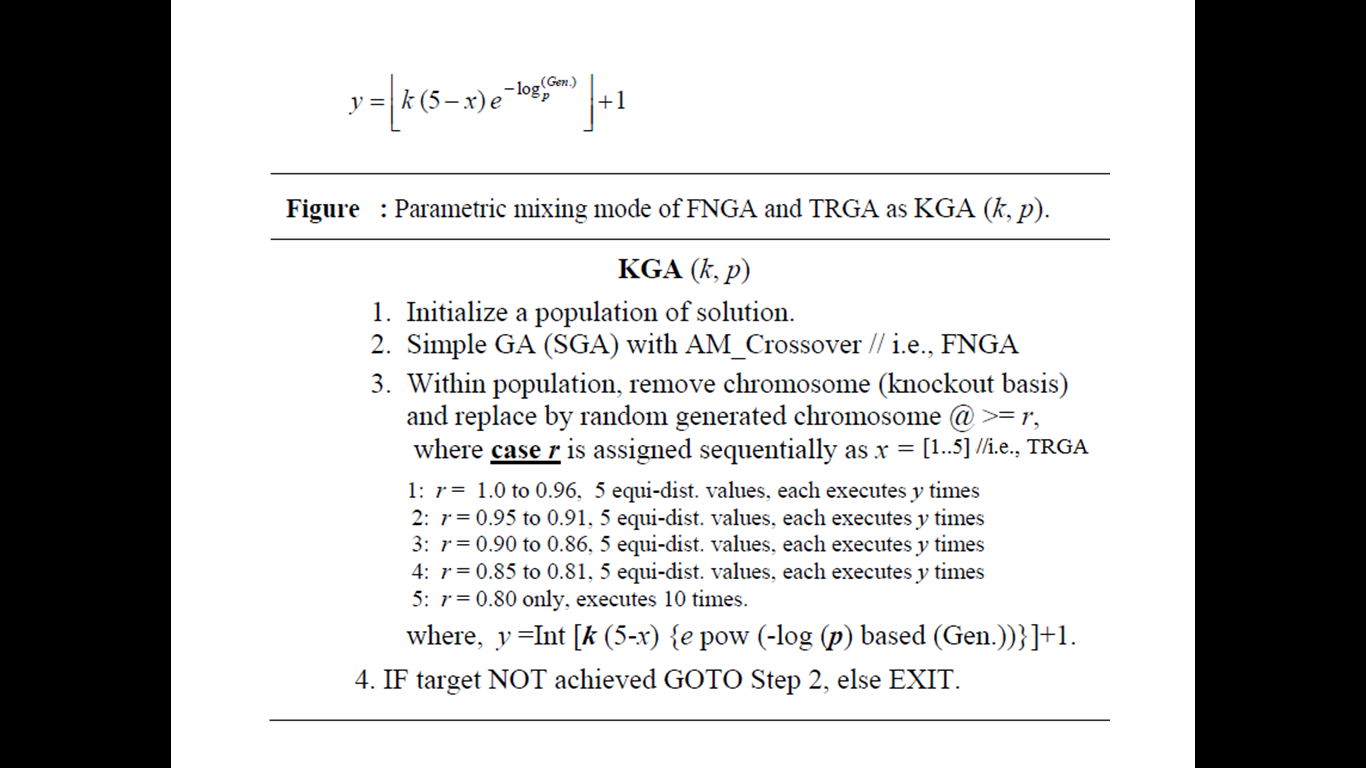 y = ⌊k (5 – x) e^(–log_p^(Gen.))⌋ + 1
Figure : Parametric mixing mode of FNGA and TRGA as KGA (k, p).
KGA (k, p)
1. Initialize a population of solution.
2. Simple GA (SGA) with AM_Crossover // i.e., FNGA
3. Within population, remove chromosome (knockout basis)
and replace by random generated chromosome @ >= r,
where case r is assigned sequentially as x = [1..5] //i.e., TRGA
1: r = 1.0 to 0.96, 5 equi-dist. values, each executes y times
2: r = 0.95 to 0.91, 5 equi-dist. values, each executes y times
3: r = 0.90 to 0.86, 5 equi-dist. values, each executes y times
4: r = 0.85 to 0.81, 5 equi-dist. values, each executes y times
5: r = 0.80 only, executes 10 times.
where, y =Int [k (5-x) {e pow (-log (p) based (Gen.))}]+1.
4. IF target NOT achieved GOTO Step 2, else EXIT.